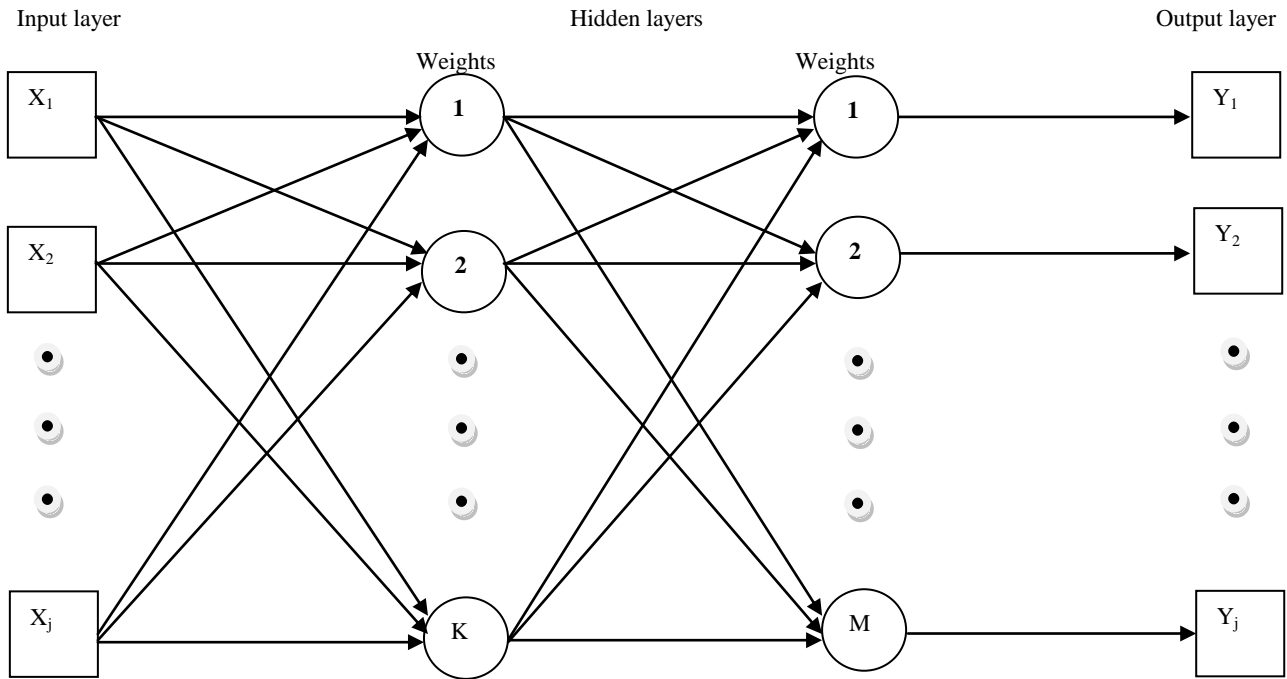 Input layer Hidden layers Output layer
Weights Weights
X₁ 1 1 Y₁
X₂ 2 2 Y₂
Xⱼ K M Yⱼ